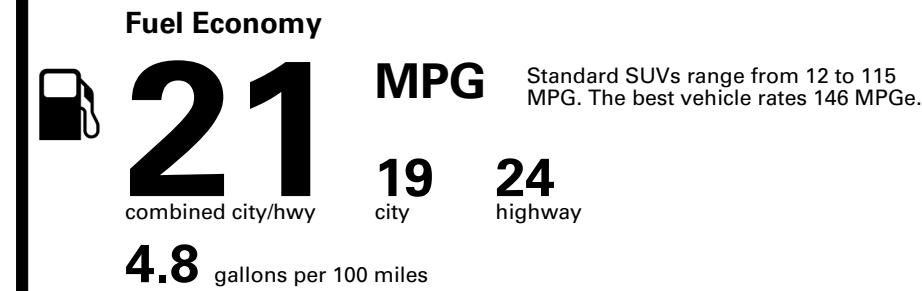 Fuel Economy
21 MPG
Standard SUVs range from 12 to 115
MPG. The best vehicle rates 146 MPGe.
19 24
combined city/hwy city highway
4.8 gallons per 100 miles